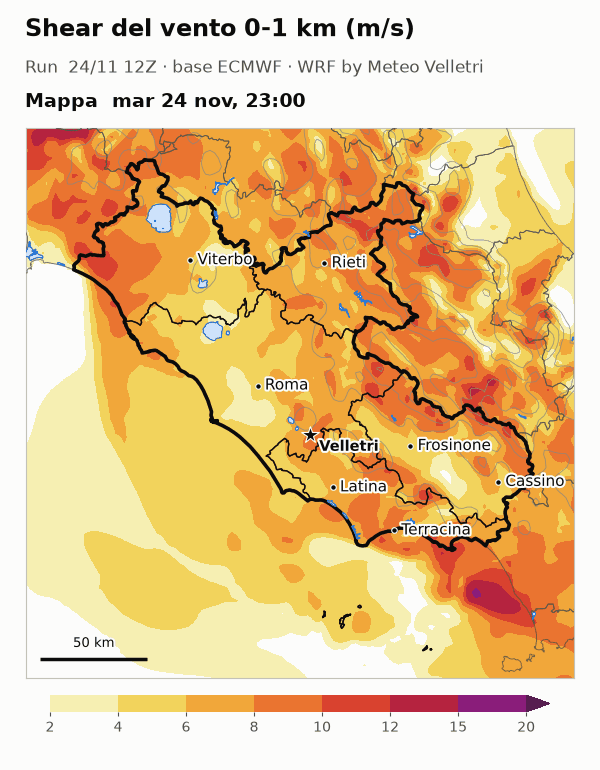 Shear del vento 0-1 km (m/s)
Run  24/11 12Z · base ECMWF · WRF by Meteo Velletri
Mappa  mar 24 nov, 23:00
Viterbo
Rieti
Roma
Velletri
Frosinone
Latina
Cassino
Terracina
50 km
2 4 6 8 10 12 15 20